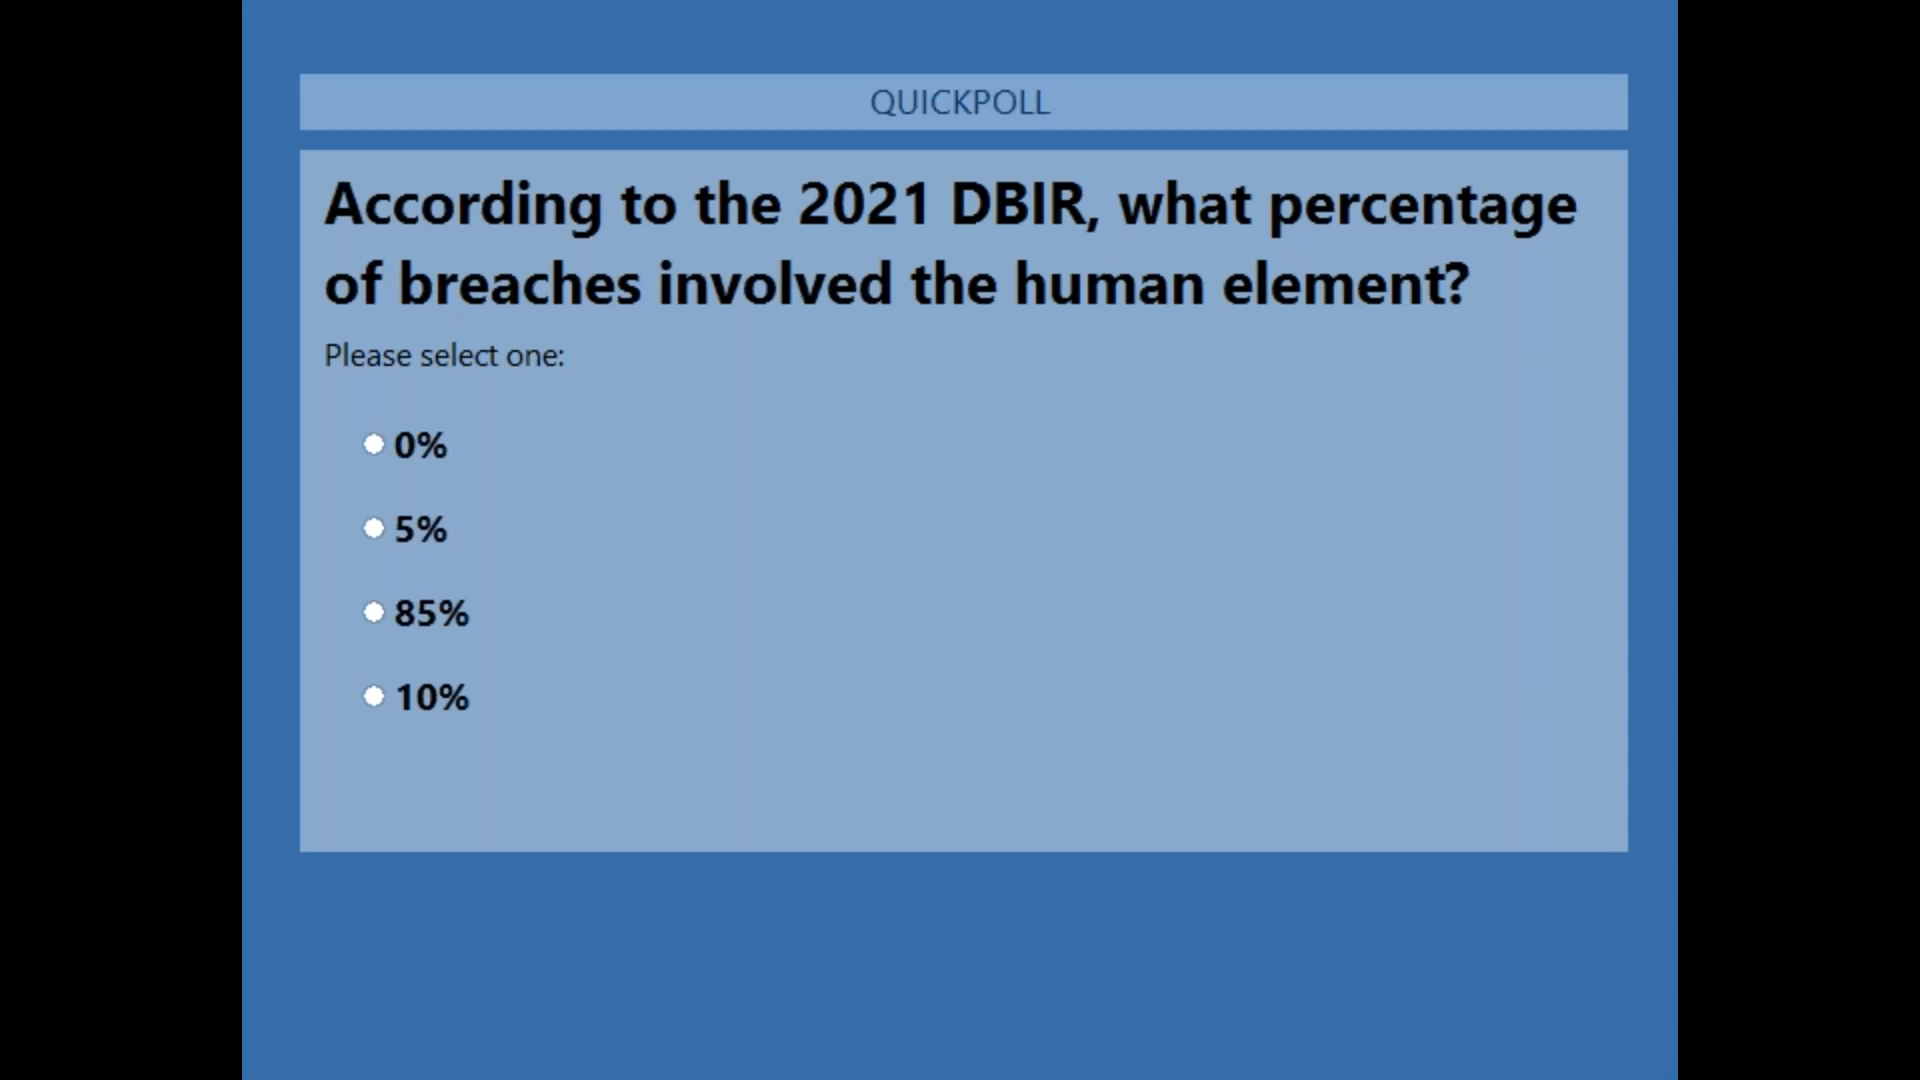 QUICKPOLL
According to the 2021 DBIR, what percentage
of breaches involved the human element?
Please select one:
0%
5%
85%
10%